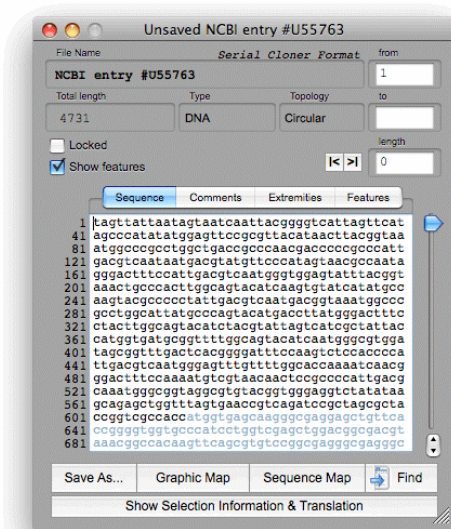 Unsaved NCBI entry #U55763
File Name Serial Cloner Format from
NCBI entry #U55763 1
Total length Type Topology to
4731 DNA Circular
Locked length
Show features |< >| 0
Sequence Comments Extremities Features
1 tagttattaatagtaatcaattacggggtcattagttcat
41 agcccatatatggagttccgcgttacataacttacggtaa
81 atggcccgcctggctgaccgcccaacgacccccgcccatt
121 gacgtcaataatgacgtatgttcccatagtaacgccaata
161 gggactttccattgacgtcaatgggtggagtatttacggt
201 aaactgcccacttggcagtacatcaagtgtatcatatgcc
241 aagtacgccccctattgacgtcaatgacggtaaatggccc
281 gcctggcattatgcccagtacatgaccttatgggactttc
321 ctacttggcagtacatctacgtattagtcatcgctattac
361 catggtgatgcggttttggcagtacatcaatgggcgtgga
401 tagcggtttgactcacggggatttccaagtctccacccca
441 ttgacgtcaatgggagtttgttttggcaccaaaatcaacg
481 ggactttccaaaatgtcgtaacaactccgccccattgacg
521 caaatgggcggtaggcgtgtacggtgggaggtctatataa
561 gcagagctggtttagtgaaccgtcagatccgctagcgcta
601 ccggtcgccaccatggtgagcaagggcgaggagctgttca
641 ccggggtggtgcccatcctggtcgagctggacggcgacgt
681 aaacggccacaagttcagcgtgtccggcgagggcgagggc
Save As... Graphic Map Sequence Map Find
Show Selection Information & Translation